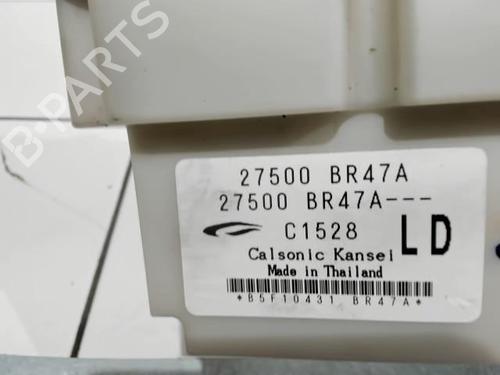 27500 BR47A
27500 BR47A---
C1528 LD
Calsonic Kansei
Made in Thailand
*B5F10431 BR47A*
B-PARTS